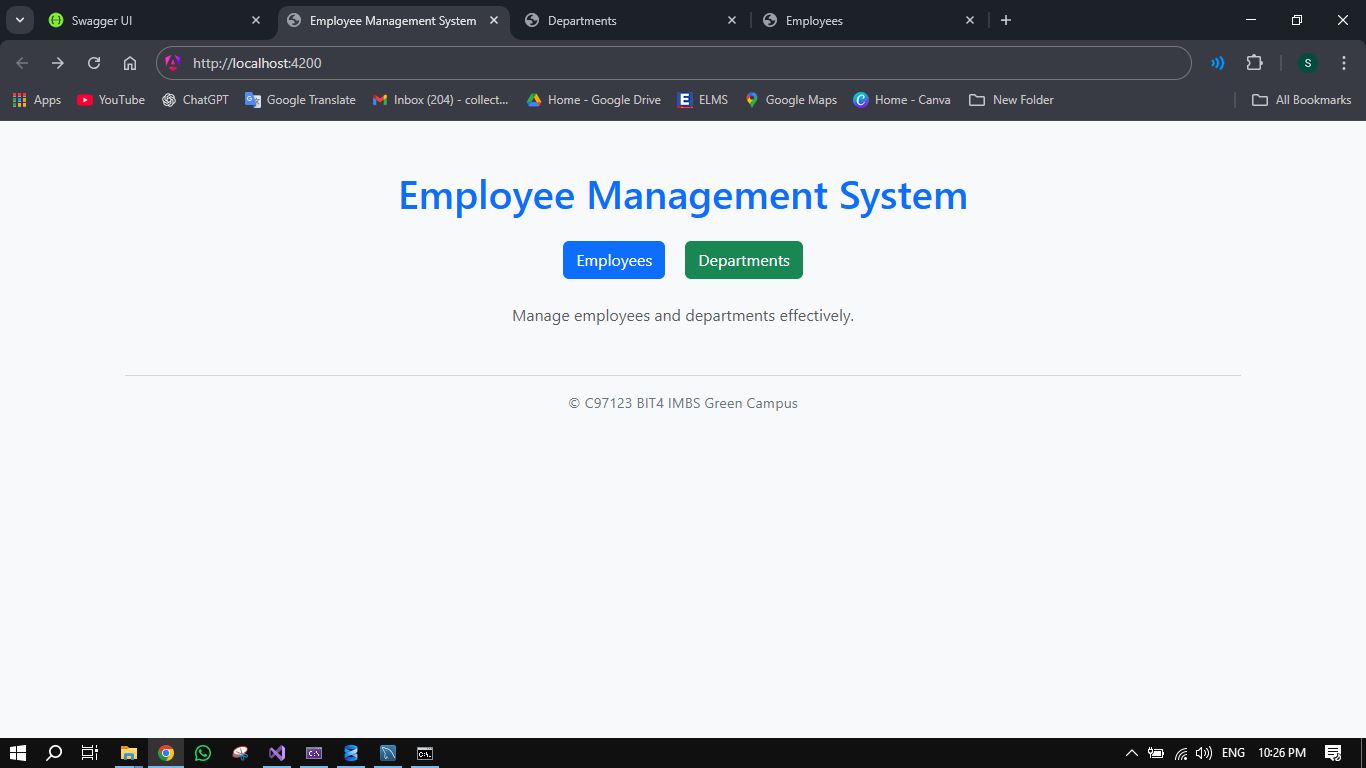 Swagger UI
Employee Management System
Departments
Employees
http://localhost:4200
S
Apps
YouTube
ChatGPT
Google Translate
Inbox (204) - collect...
Home - Google Drive
E ELMS
Google Maps
C Home - Canva
New Folder
All Bookmarks
Employee Management System
Employees
Departments
Manage employees and departments effectively.
© C97123 BIT4 IMBS Green Campus
ENG
10:26 PM